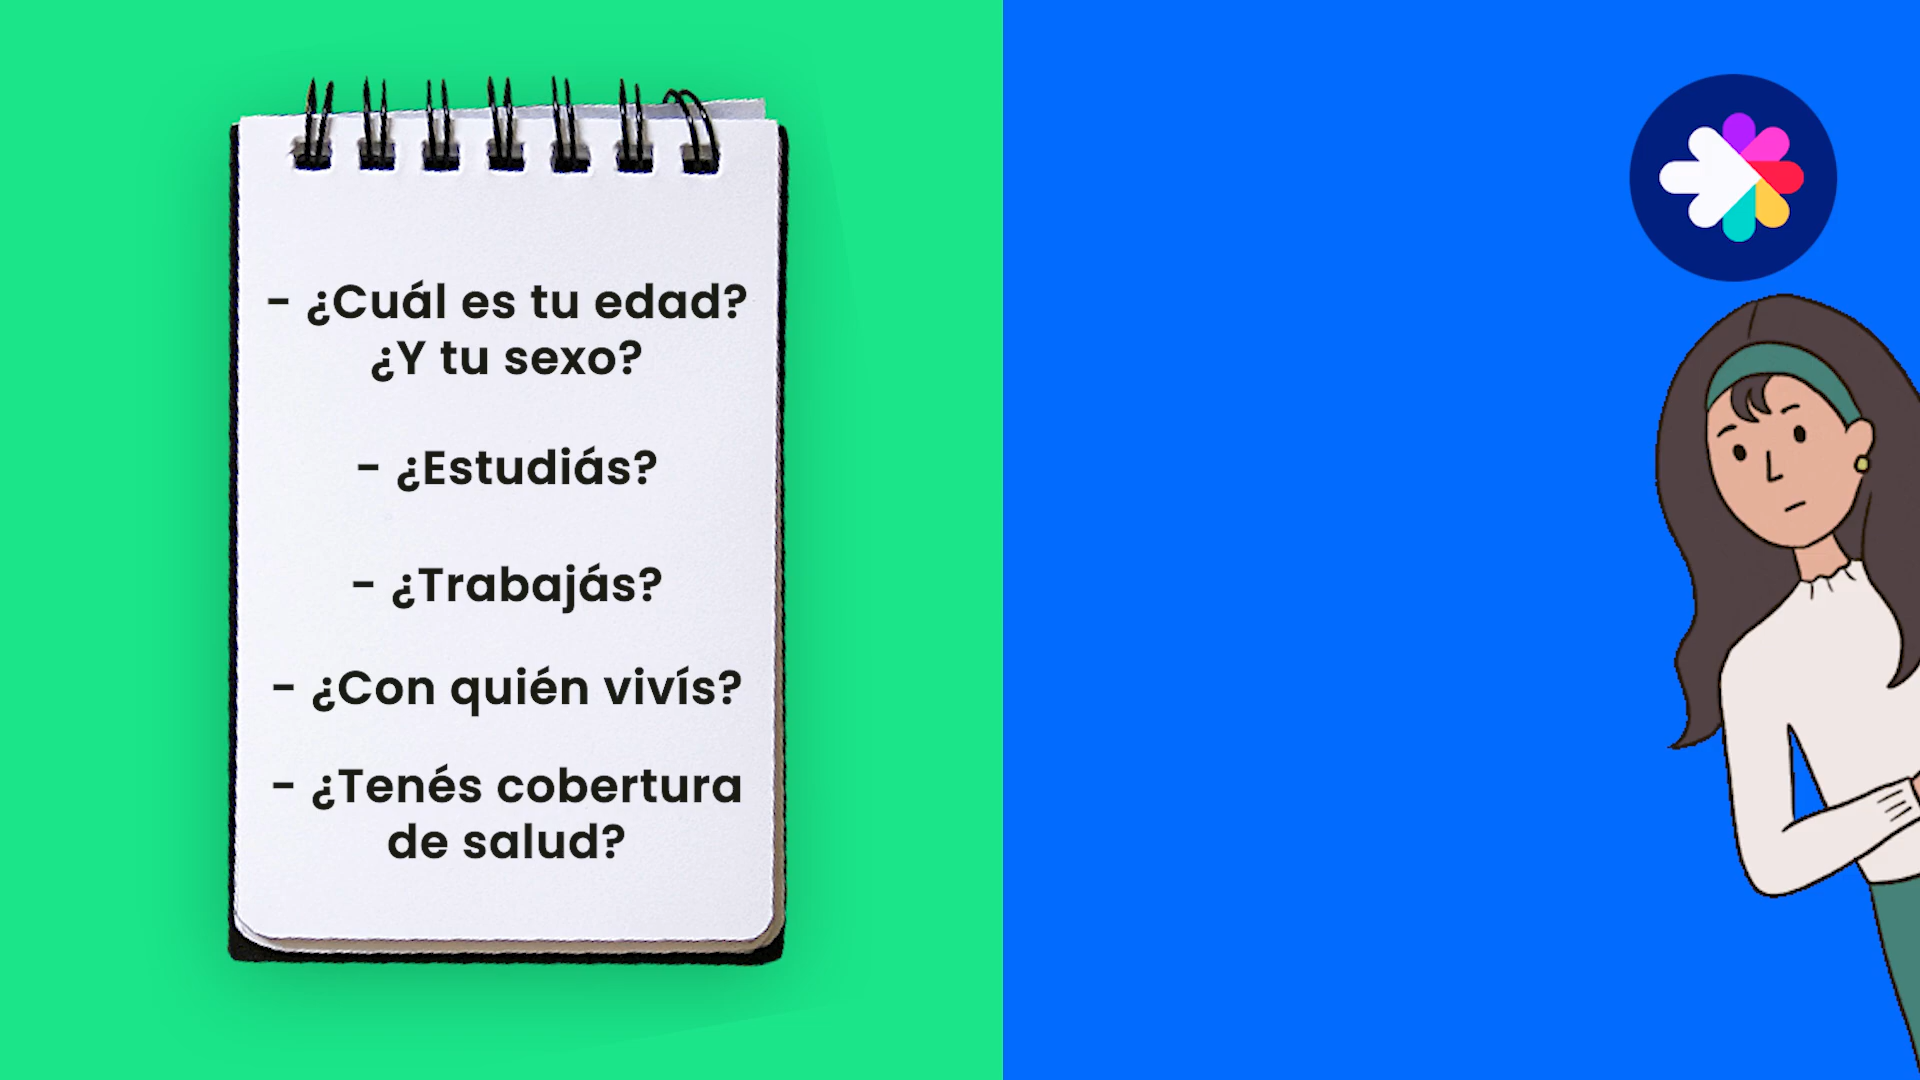 - ¿Cuál es tu edad?
¿Y tu sexo?
- ¿Estudiás?
- ¿Trabajás?
- ¿Con quién vivís?
- ¿Tenés cobertura
de salud?